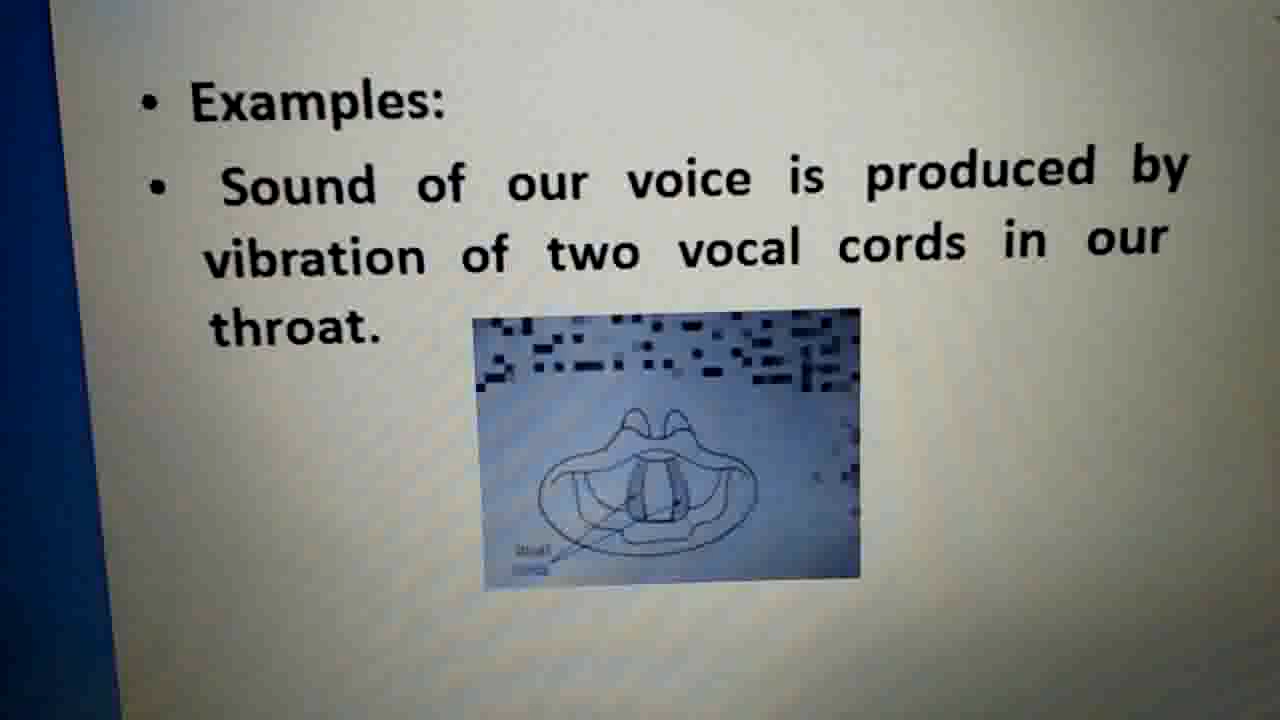 • Examples:
• Sound of our voice is produced by
vibration of two vocal cords in our
throat.